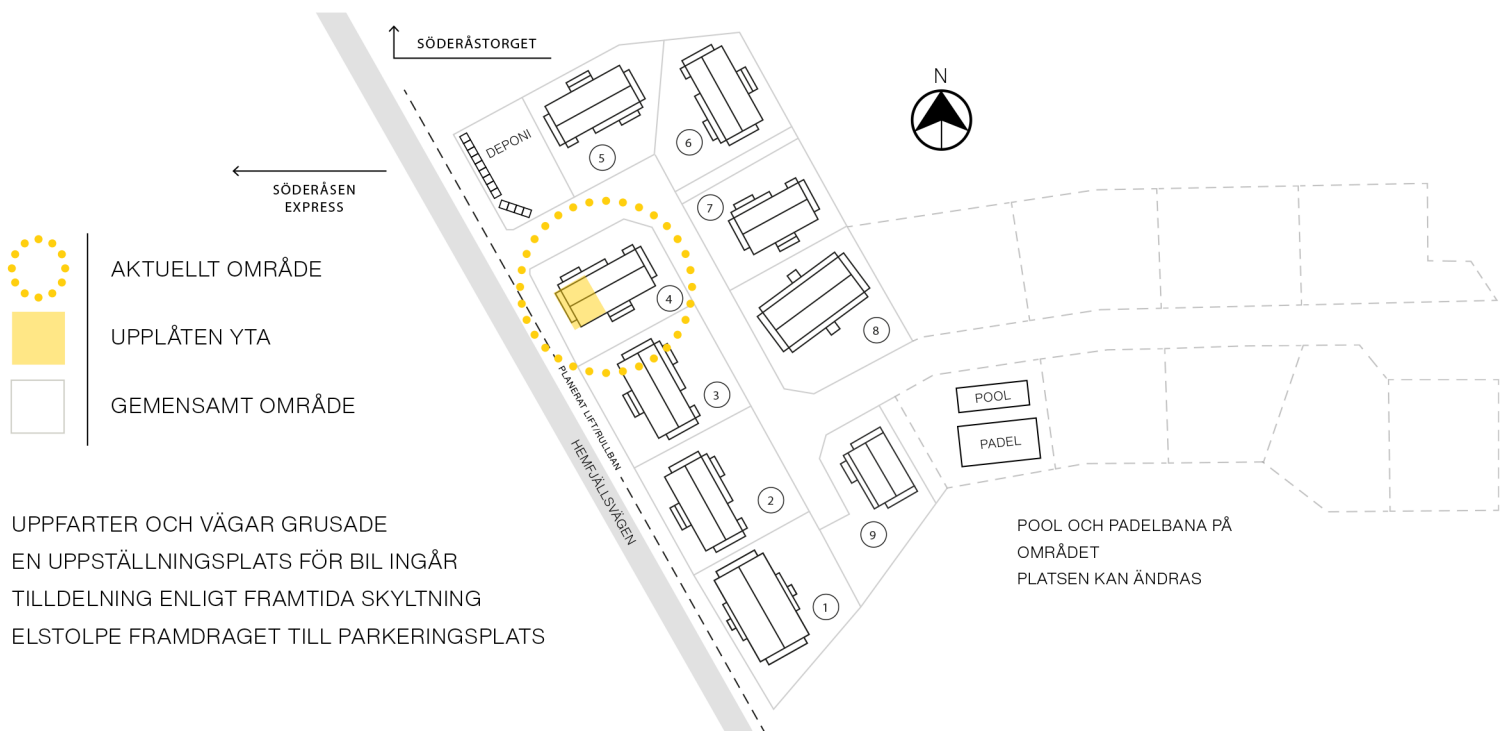 SÖDERÅSTORGET
N
SÖDERÅSEN
EXPRESS
DEPONI
5
6
7
4
8
3
2
9
1
AKTUELLT OMRÅDE
UPPLÅTEN YTA
GEMENSAMT OMRÅDE
PLANERAT LIFT/RULLBAN
HEMFJÄLLSVÄGEN
POOL
PADEL
UPPFARTER OCH VÄGAR GRUSADE
EN UPPSTÄLLNINGSPLATS FÖR BIL INGÅR
TILLDELNING ENLIGT FRAMTIDA SKYLTNING
ELSTOLPE FRAMDRAGET TILL PARKERINGSPLATS
POOL OCH PADELBANA PÅ
OMRÅDET
PLATSEN KAN ÄNDRAS